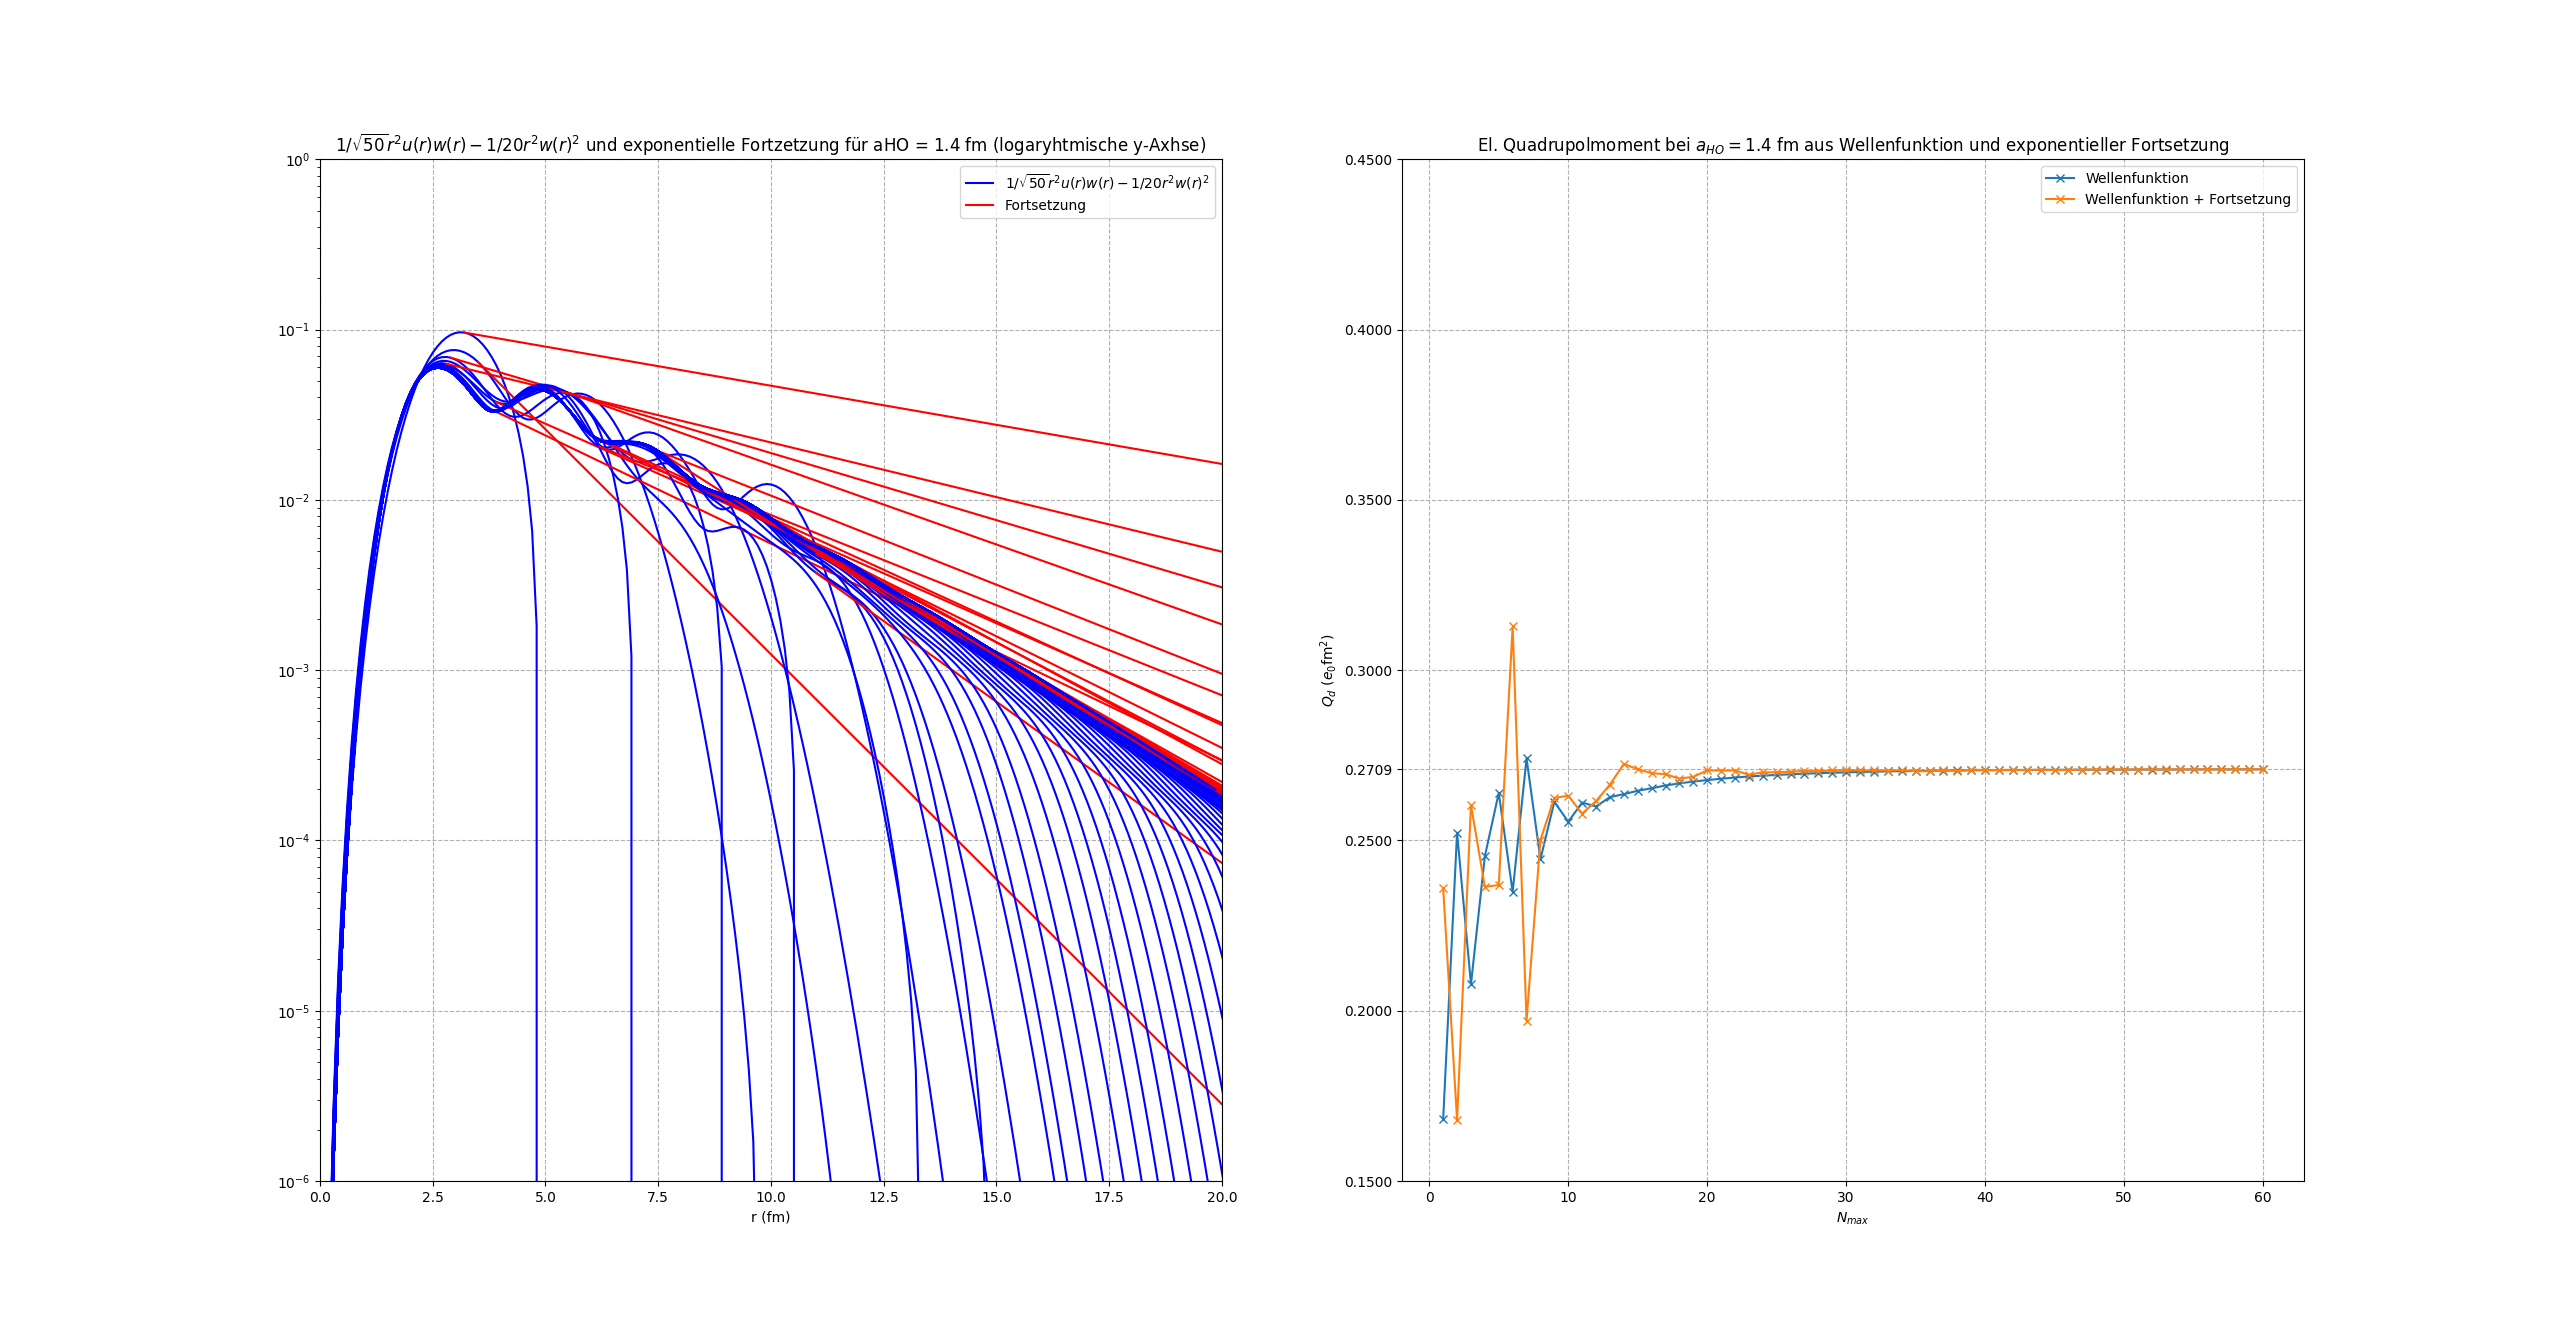 1/√50r²u(r)w(r) − 1/20r²w(r)² und exponentielle Fortzetzung für aHO = 1.4 fm (logaryhtmische y-Axhse)
1/√50r²u(r)w(r) − 1/20r²w(r)²
Fortsetzung
10⁰
10⁻¹
10⁻²
10⁻³
10⁻⁴
10⁻⁵
10⁻⁶
0.0 2.5 5.0 7.5 10.0 12.5 15.0 17.5 20.0
r (fm)
El. Quadrupolmoment bei a_HO = 1.4 fm aus Wellenfunktion und exponentieller Fortsetzung
Wellenfunktion
Wellenfunktion + Fortsetzung
Q_d (e₀fm²)
0.4500
0.4000
0.3500
0.3000
0.2709
0.2500
0.2000
0.1500
0 10 20 30 40 50 60
N_max